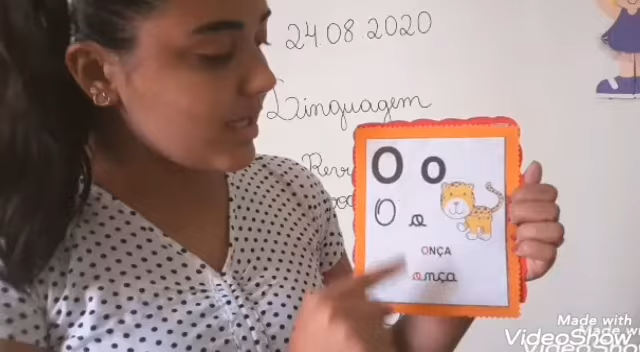 24.08.2020
Linguagem
O o
O o
ONÇA
onça
Made with
VideoShow